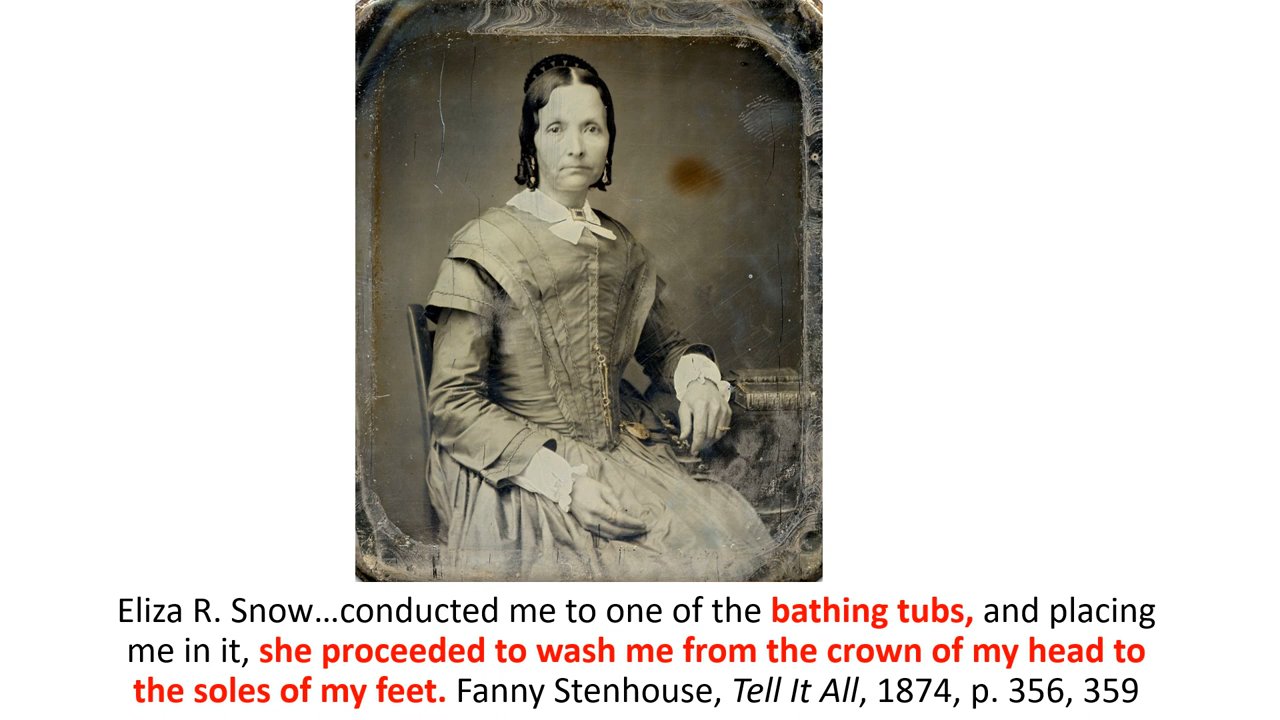 Eliza R. Snow…conducted me to one of the bathing tubs, and placing
me in it, she proceeded to wash me from the crown of my head to
the soles of my feet. Fanny Stenhouse, Tell It All, 1874, p. 356, 359